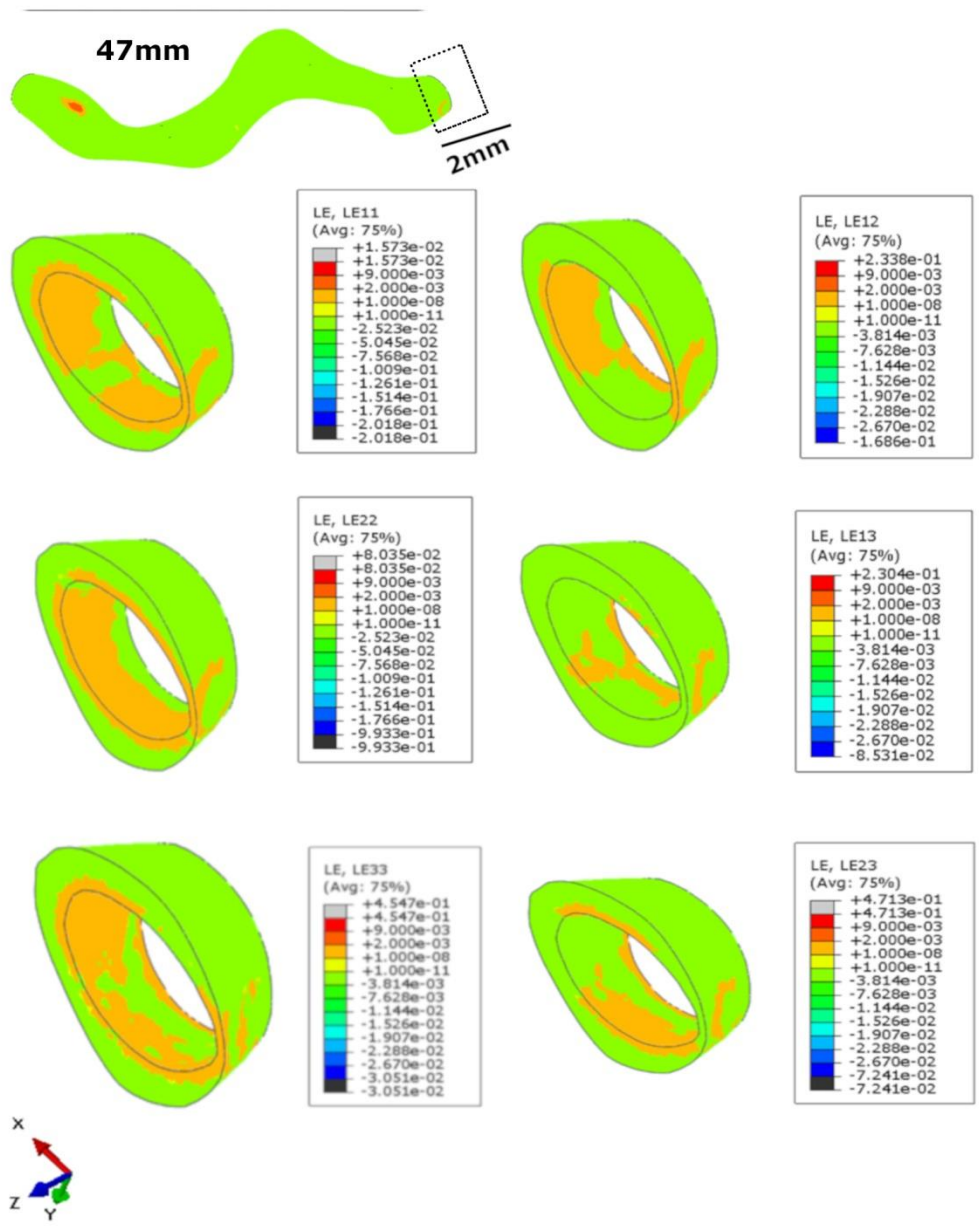 47mm
2mm
LE, LE11
(Avg: 75%)
+1.573e-02
+1.573e-02
+9.000e-03
+2.000e-03
+1.000e-08
+1.000e-11
-2.523e-02
-5.045e-02
-7.568e-02
-1.009e-01
-1.261e-01
-1.514e-01
-1.766e-01
-2.018e-01
-2.018e-01
LE, LE12
(Avg: 75%)
+2.338e-01
+9.000e-03
+2.000e-03
+1.000e-08
+1.000e-11
-3.814e-03
-7.628e-03
-1.144e-02
-1.526e-02
-1.907e-02
-2.288e-02
-2.670e-02
-1.686e-01
LE, LE22
(Avg: 75%)
+8.035e-02
+8.035e-02
+9.000e-03
+2.000e-03
+1.000e-08
+1.000e-11
-2.523e-02
-5.045e-02
-7.568e-02
-1.009e-01
-1.261e-01
-1.514e-01
-1.766e-01
-9.933e-01
-9.933e-01
LE, LE13
(Avg: 75%)
+2.304e-01
+9.000e-03
+2.000e-03
+1.000e-08
+1.000e-11
-3.814e-03
-7.628e-03
-1.144e-02
-1.526e-02
-1.907e-02
-2.288e-02
-2.670e-02
-8.531e-02
LE, LE33
(Avg: 75%)
+4.547e-01
+4.547e-01
+9.000e-03
+2.000e-03
+1.000e-08
+1.000e-11
-3.814e-03
-7.628e-03
-1.144e-02
-1.526e-02
-1.907e-02
-2.288e-02
-2.670e-02
-3.051e-02
-3.051e-02
LE, LE23
(Avg: 75%)
+4.713e-01
+4.713e-01
+9.000e-03
+2.000e-03
+1.000e-08
+1.000e-11
-3.814e-03
-7.628e-03
-1.144e-02
-1.526e-02
-1.907e-02
-2.288e-02
-2.670e-02
-7.241e-02
-7.241e-02
X
Z
Y